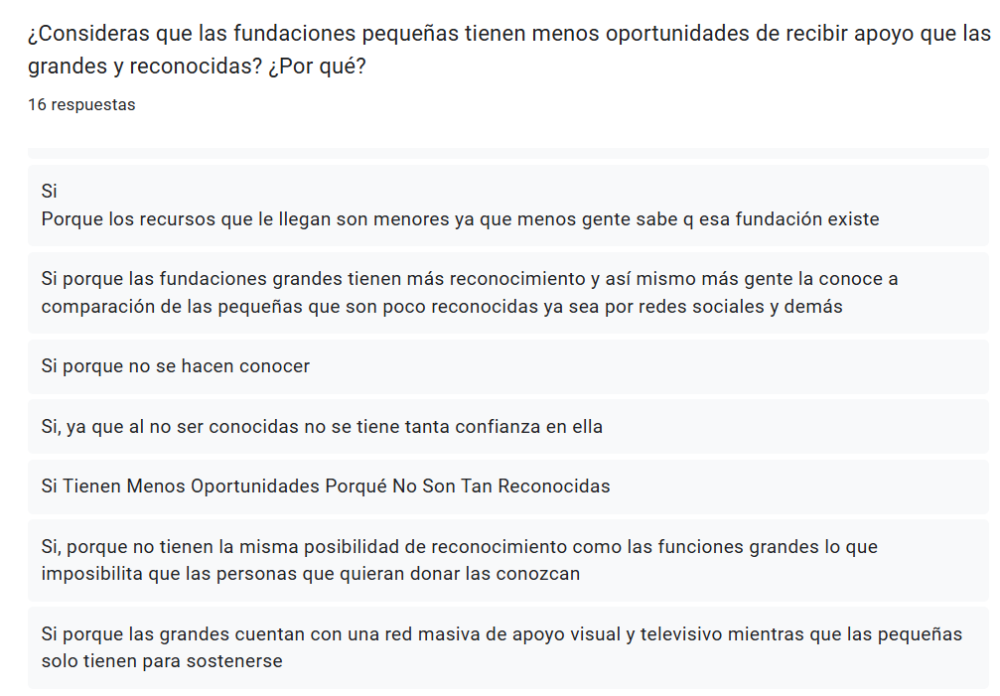 ¿Consideras que las fundaciones pequeñas tienen menos oportunidades de recibir apoyo que las
grandes y reconocidas? ¿Por qué?
16 respuestas
Si
Porque los recursos que le llegan son menores ya que menos gente sabe q esa fundación existe
Si porque las fundaciones grandes tienen más reconocimiento y así mismo más gente la conoce a
comparación de las pequeñas que son poco reconocidas ya sea por redes sociales y demás
Si porque no se hacen conocer
Si, ya que al no ser conocidas no se tiene tanta confianza en ella
Si Tienen Menos Oportunidades Porqué No Son Tan Reconocidas
Si, porque no tienen la misma posibilidad de reconocimiento como las funciones grandes lo que
imposibilita que las personas que quieran donar las conozcan
Si porque las grandes cuentan con una red masiva de apoyo visual y televisivo mientras que las pequeñas
solo tienen para sostenerse